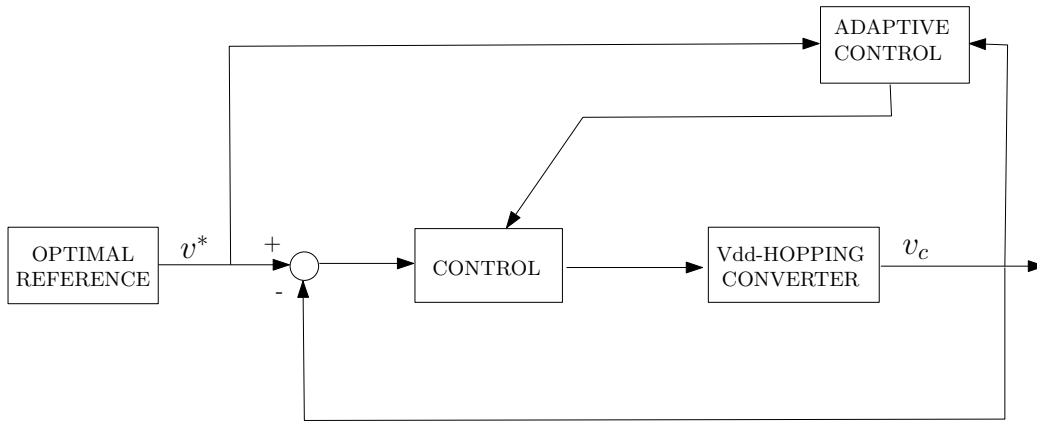 ADAPTIVE
CONTROL
OPTIMAL
REFERENCE
v*
+
-
CONTROL
Vdd-HOPPING
CONVERTER
v_c